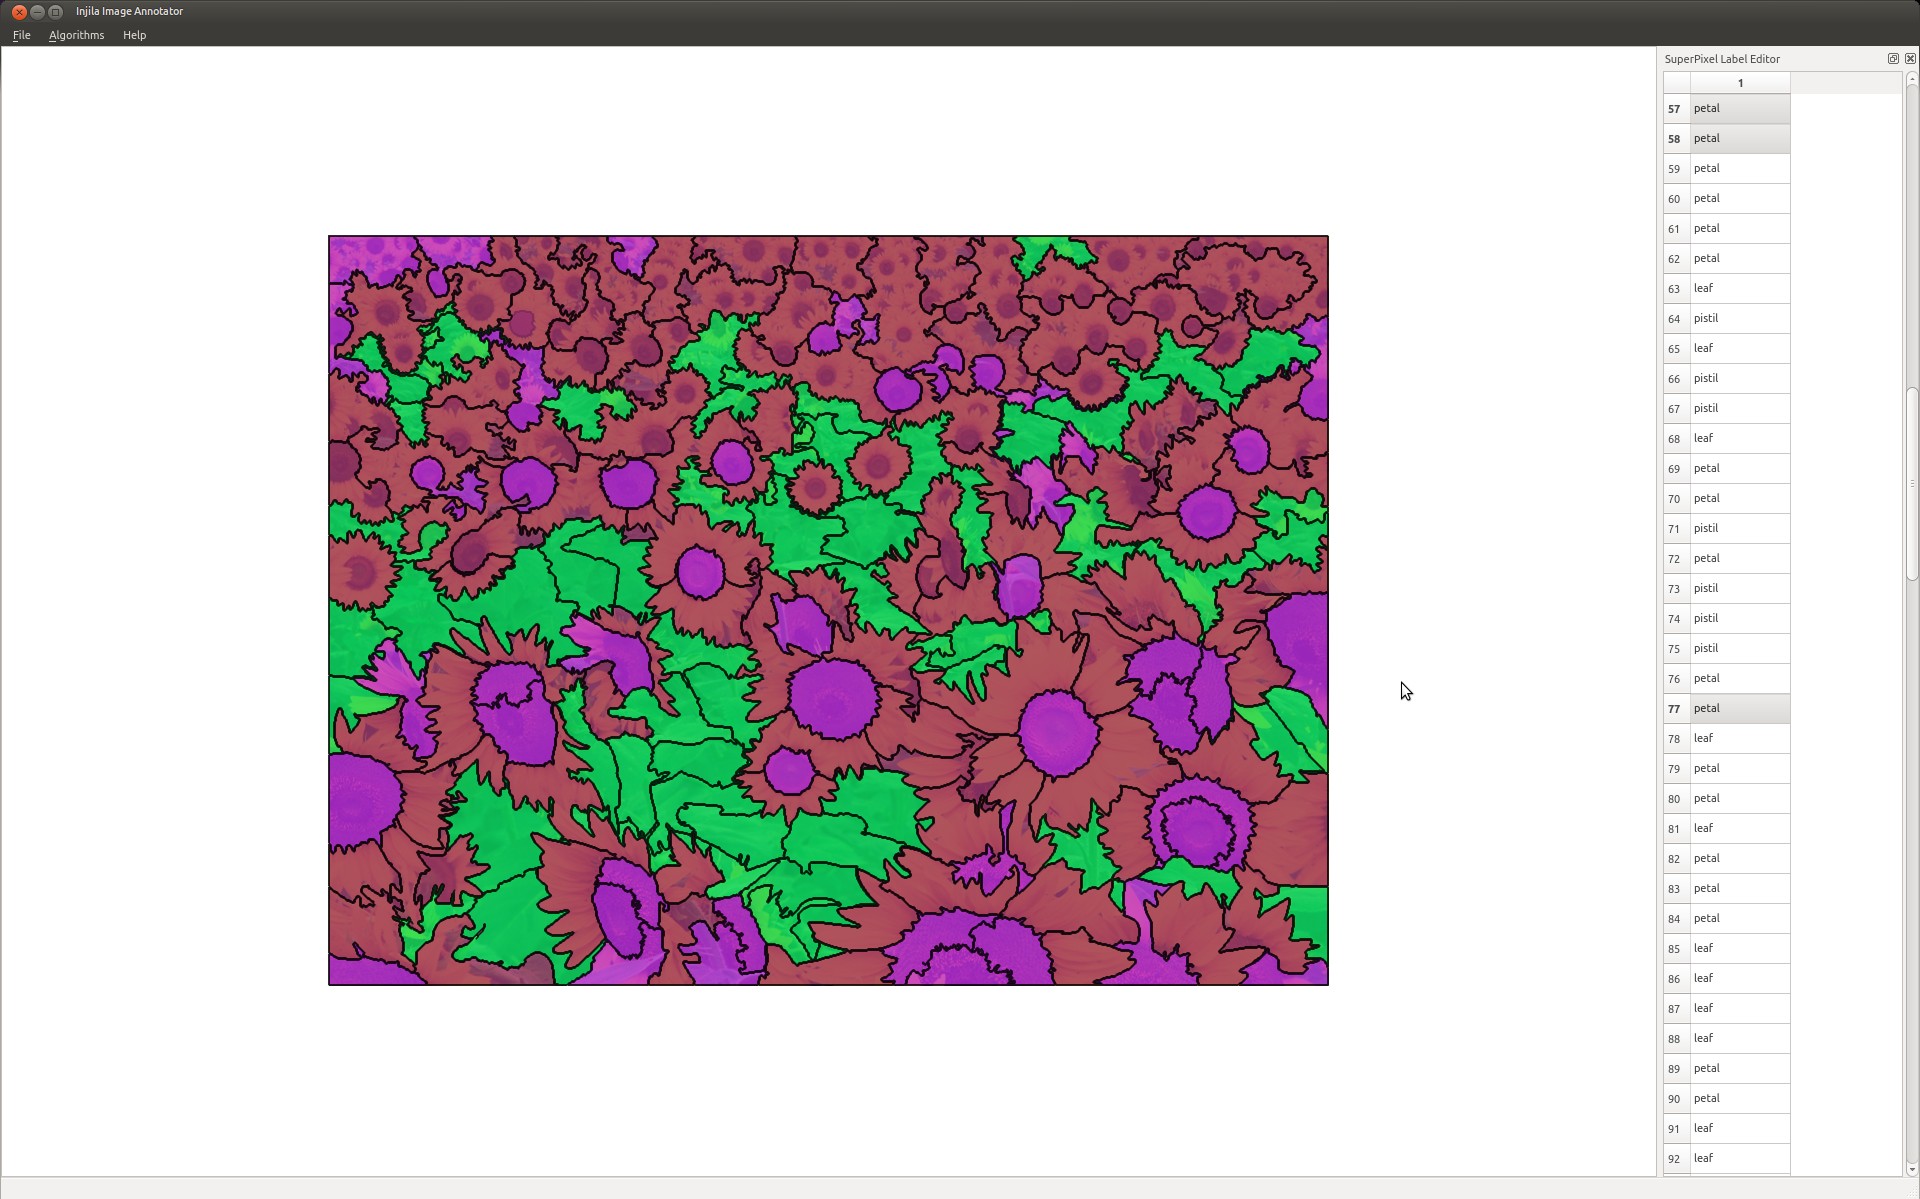 Injila Image Annotator
File Algorithms Help
SuperPixel Label Editor
1
57 petal
58 petal
59 petal
60 petal
61 petal
62 petal
63 leaf
64 pistil
65 leaf
66 pistil
67 pistil
68 leaf
69 petal
70 petal
71 pistil
72 petal
73 pistil
74 pistil
75 pistil
76 petal
77 petal
78 leaf
79 petal
80 petal
81 leaf
82 petal
83 petal
84 petal
85 leaf
86 leaf
87 leaf
88 leaf
89 petal
90 petal
91 leaf
92 leaf